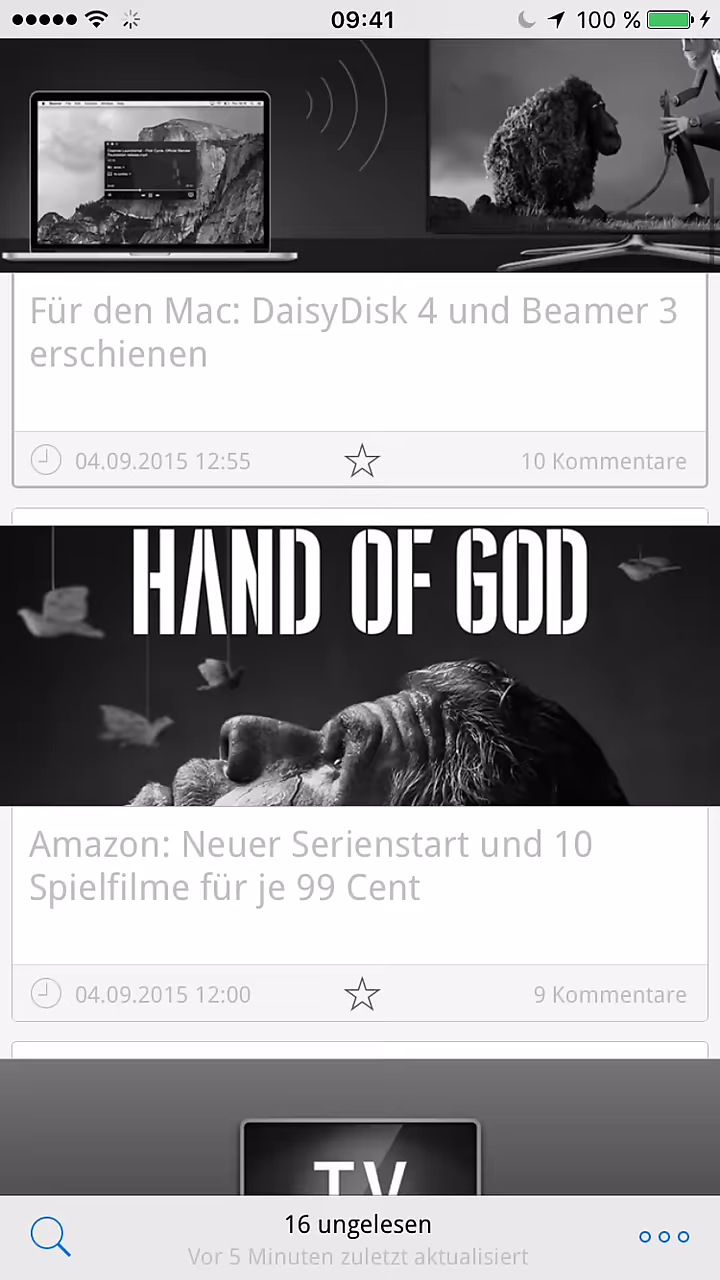 09:41
100 %
Für den Mac: DaisyDisk 4 und Beamer 3
erschienen
04.09.2015 12:55
10 Kommentare
HAND OF GOD
Amazon: Neuer Serienstart und 10
Spielfilme für je 99 Cent
04.09.2015 12:00
9 Kommentare
TV
16 ungelesen
Vor 5 Minuten zuletzt aktualisiert